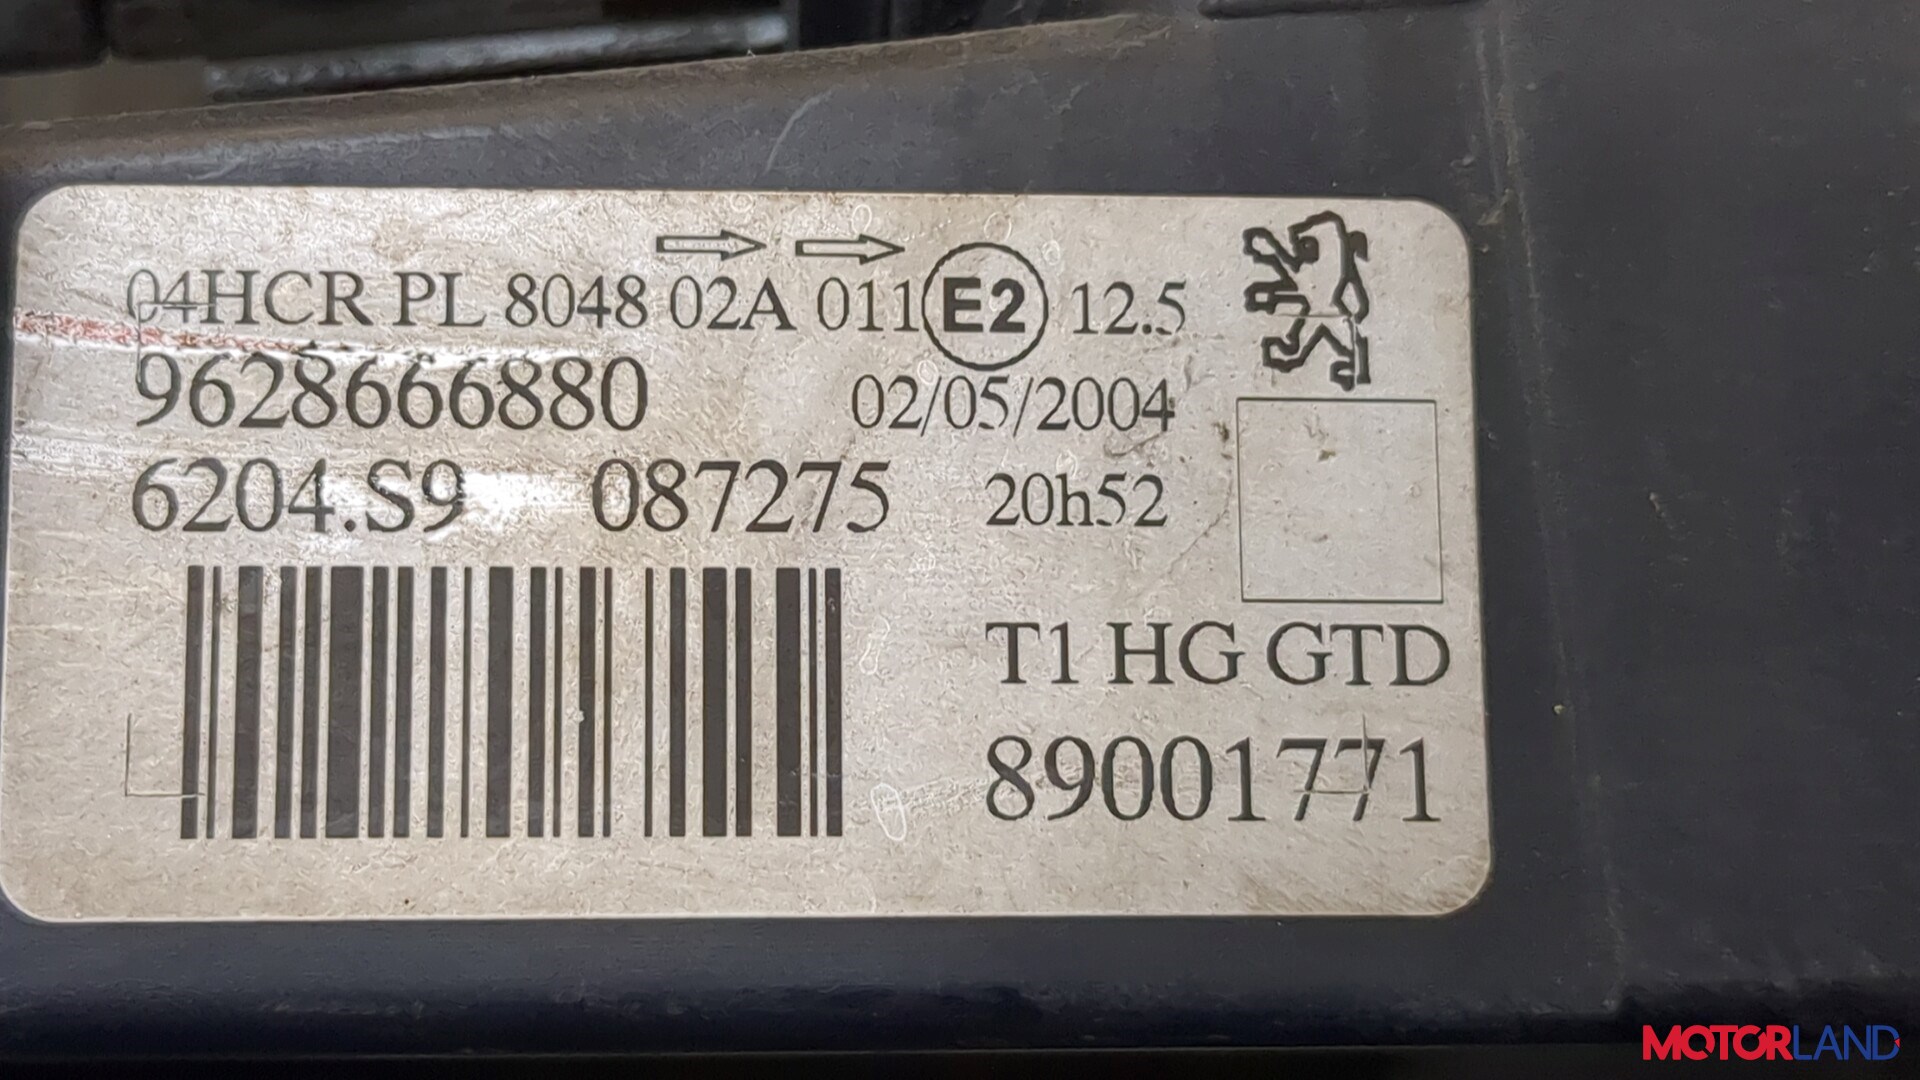 04HCR PL 8048 02A 011 E2 12.5
9628666880 02/05/2004
6204.S9 087275 20h52
T1 HG GTD
89001771
MOTORLAND